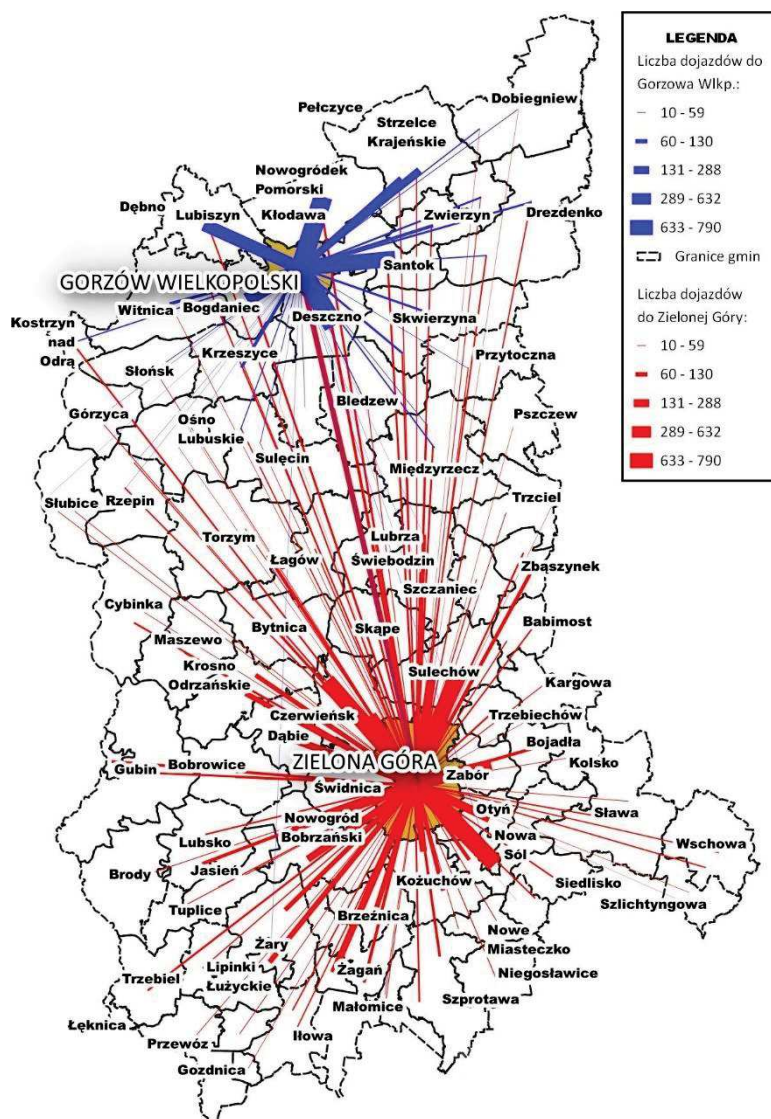 LEGENDA
Liczba dojazdów do
Gorzowa Wlkp.:
10 - 59
60 - 130
131 - 288
289 - 632
633 - 790
Granice gmin
Liczba dojazdów
do Zielonej Góry:
10 - 59
60 - 130
131 - 288
289 - 632
633 - 790
Dobiegniew
Pełczyce
Strzelce
Krajeńskie
Nowogródek
Pomorski
Dębno
Lubiszyn
Kłodawa
Zwierzyn
Drezdenko
Santok
GORZÓW WIELKOPOLSKI
Witnica
Bogdaniec
Deszczno
Skwierzyna
Kostrzyn
nad
Odrą
Krzeszyce
Przytoczna
Słońsk
Bledzew
Górzyca
Ośno
Lubuskie
Pszczew
Sulęcin
Międzyrzecz
Słubice
Rzepin
Trzciel
Torzym
Lubrza
Łagów
Świebodzin
Zbąszynek
Szczaniec
Cybinka
Babimost
Maszewo
Bytnica
Skąpe
Krosno
Odrzańskie
Sulechów
Kargowa
Czerwieńsk
Trzebiechów
Dąbie
Bojadła
ZIELONA GÓRA
Kolsko
Gubin
Bobrowice
Zabór
Świdnica
Otyń
Sława
Nowogród
Bobrzański
Nowa
Sól
Lubsko
Wschowa
Brody
Jasień
Kożuchów
Siedlisko
Szlichtyngowa
Tuplice
Brzeźnica
Nowe
Miasteczko
Żary
Trzebiel
Lipinki
Łużyckie
Żagań
Niegosławice
Małomice
Szprotawa
Łęknica
Przewóz
Iłowa
Gozdnica